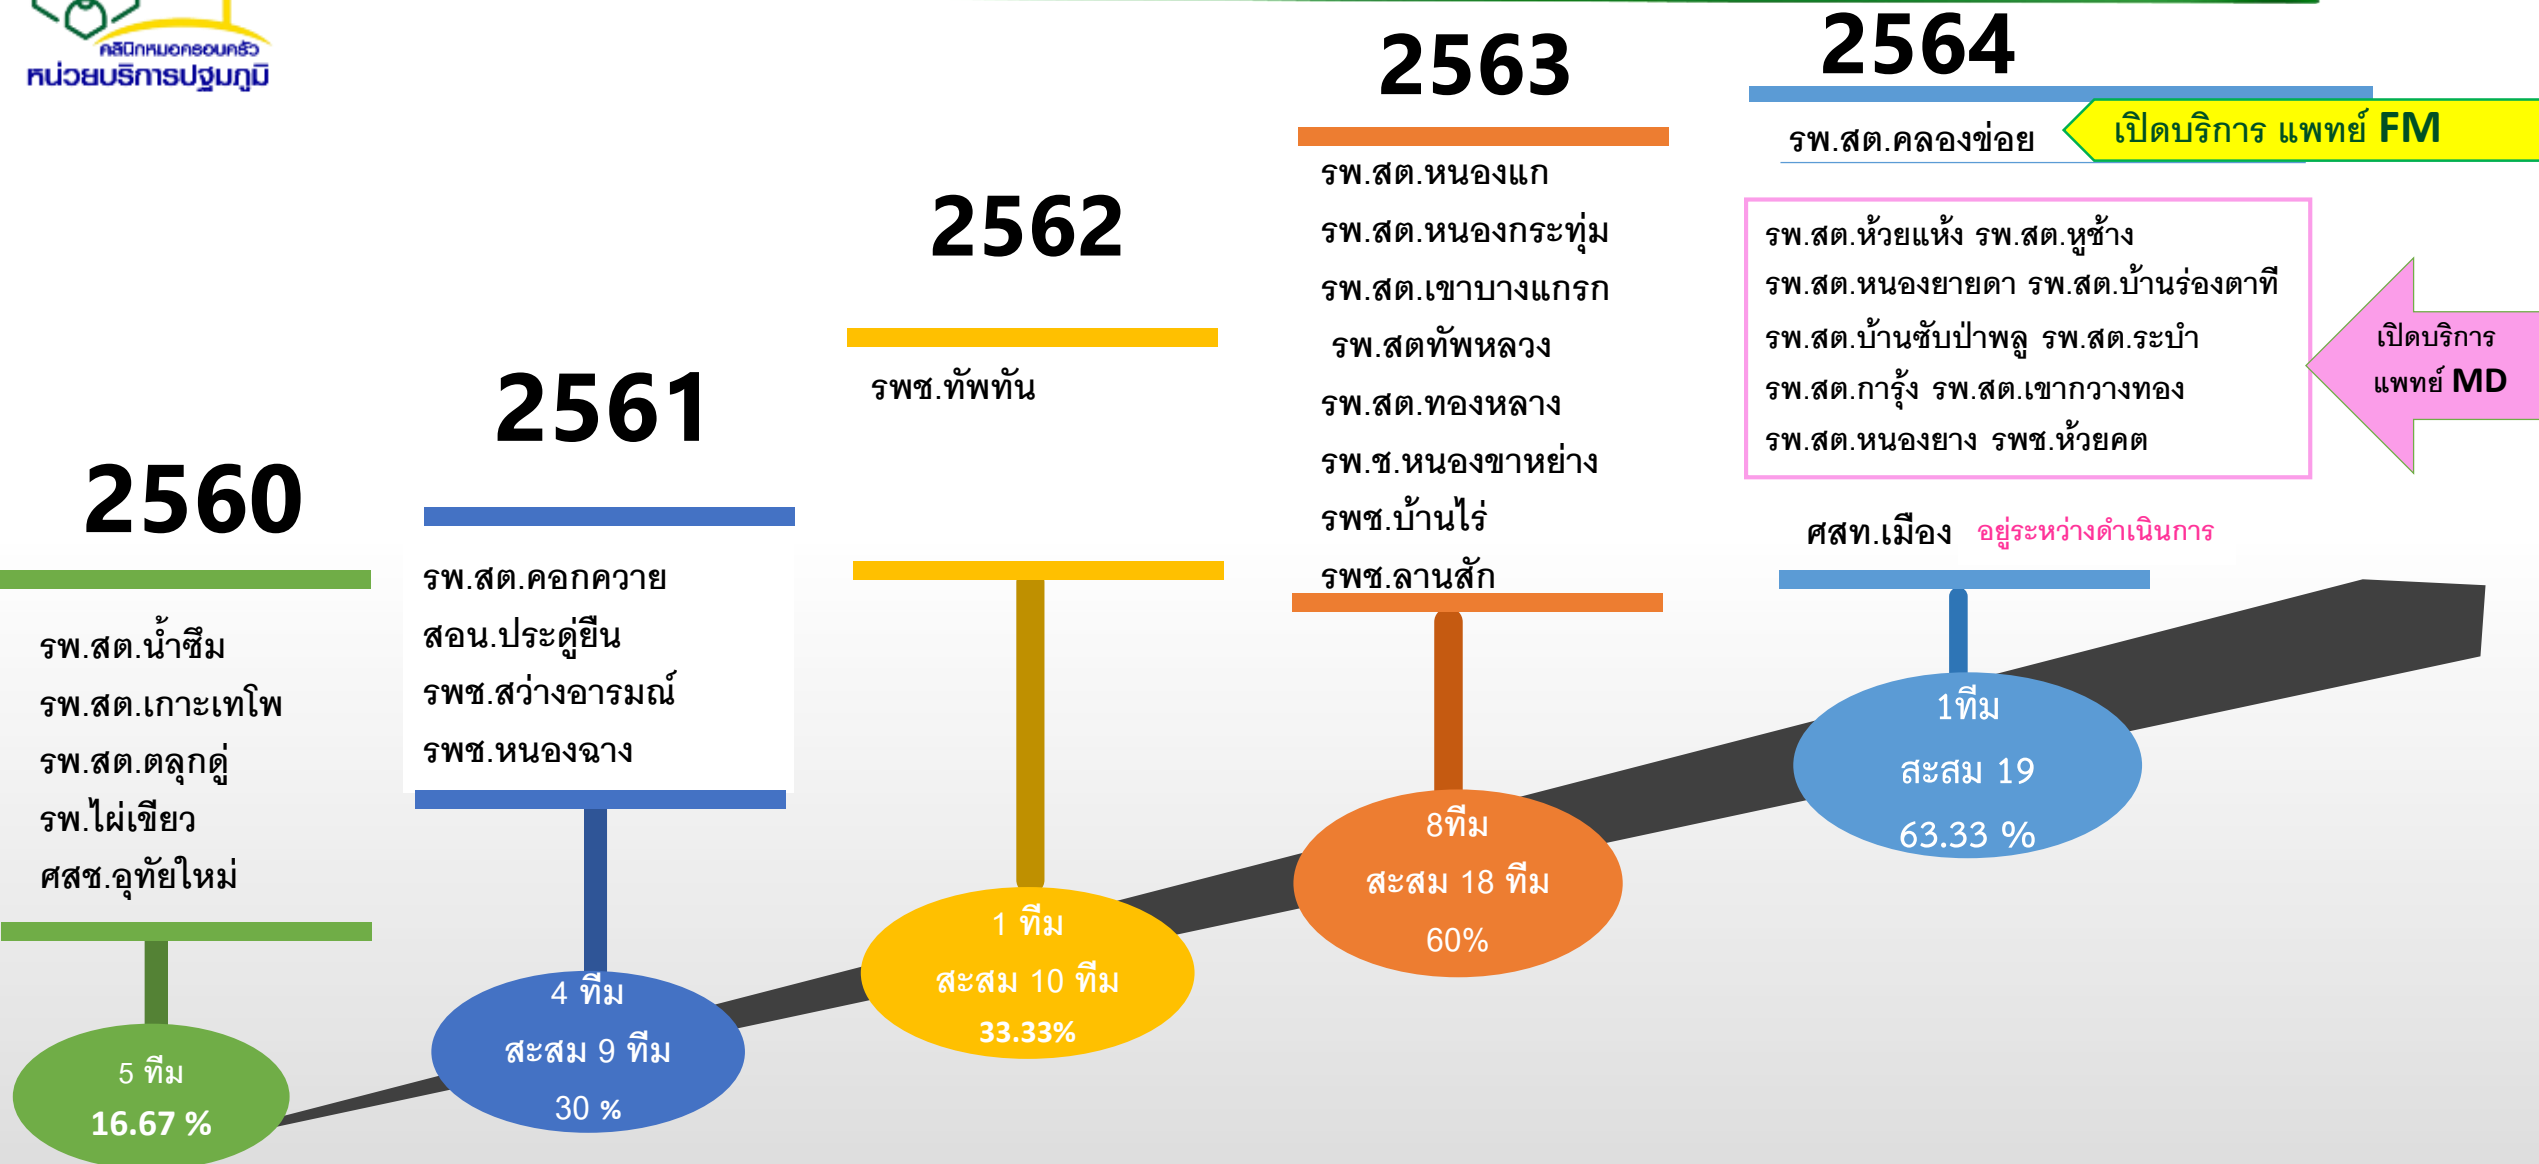 คลินิกหมอครอบครัว
หน่วยบริการปฐมภูมิ
2560
รพ.สต.น้ำซึม
รพ.สต.เกาะเทโพ
รพ.สต.ตลุกดู่
รพ.ไผ่เขียว
ศสช.อุทัยใหม่
5 ทีม
16.67 %
2561
รพ.สต.คอกควาย
สอน.ประดู่ยืน
รพช.สว่างอารมณ์
รพช.หนองฉาง
4 ทีม
สะสม 9 ทีม
30 %
2562
รพช.ทัพทัน
1 ทีม
สะสม 10 ทีม
33.33%
2563
รพ.สต.หนองแก
รพ.สต.หนองกระทุ่ม
รพ.สต.เขาบางแกรก
รพ.สตทัพหลวง
รพ.สต.ทองหลาง
รพ.ช.หนองขาหย่าง
รพช.บ้านไร่
รพช.ลานสัก
8ทีม
สะสม 18 ทีม
60%
2564
รพ.สต.คลองข่อย
เปิดบริการ แพทย์ FM
รพ.สต.ห้วยแห้ง รพ.สต.หูช้าง
รพ.สต.หนองยายดา รพ.สต.บ้านร่องตาที
รพ.สต.บ้านซับป่าพลู รพ.สต.ระบำ
รพ.สต.การุ้ง รพ.สต.เขากวางทอง
รพ.สต.หนองยาง รพช.ห้วยคต
เปิดบริการ
แพทย์ MD
ศสท.เมือง อยู่ระหว่างดำเนินการ
1ทีม
สะสม 19
63.33 %